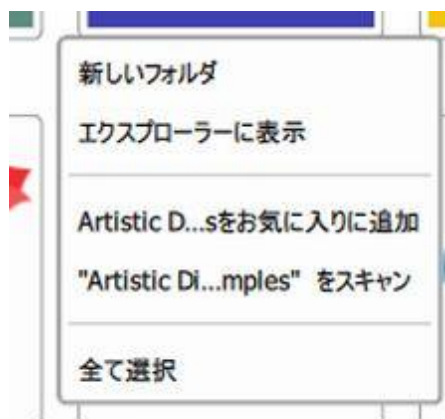 新しいフォルダ
エクスプローラーに表示
Artistic D...sをお気に入りに追加
"Artistic Di...mples" をスキャン
全て選択